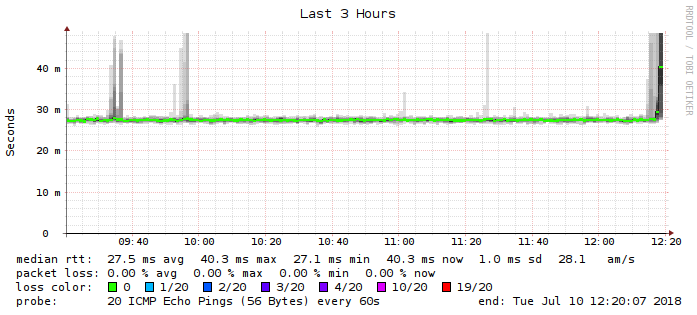 Last 3 Hours
RRDTOOL / TOBI OETIKER
Seconds
40 m
30 m
20 m
10 m
0
09:40 10:00 10:20 10:40 11:00 11:20 11:40 12:00 12:20
median rtt: 27.5 ms avg 40.3 ms max 27.1 ms min 40.3 ms now 1.0 ms sd 28.1 am/s
packet loss: 0.00 % avg 0.00 % max 0.00 % min 0.00 % now
loss color: 0 1/20 2/20 3/20 4/20 10/20 19/20
probe: 20 ICMP Echo Pings (56 Bytes) every 60s end: Tue Jul 10 12:20:07 2018